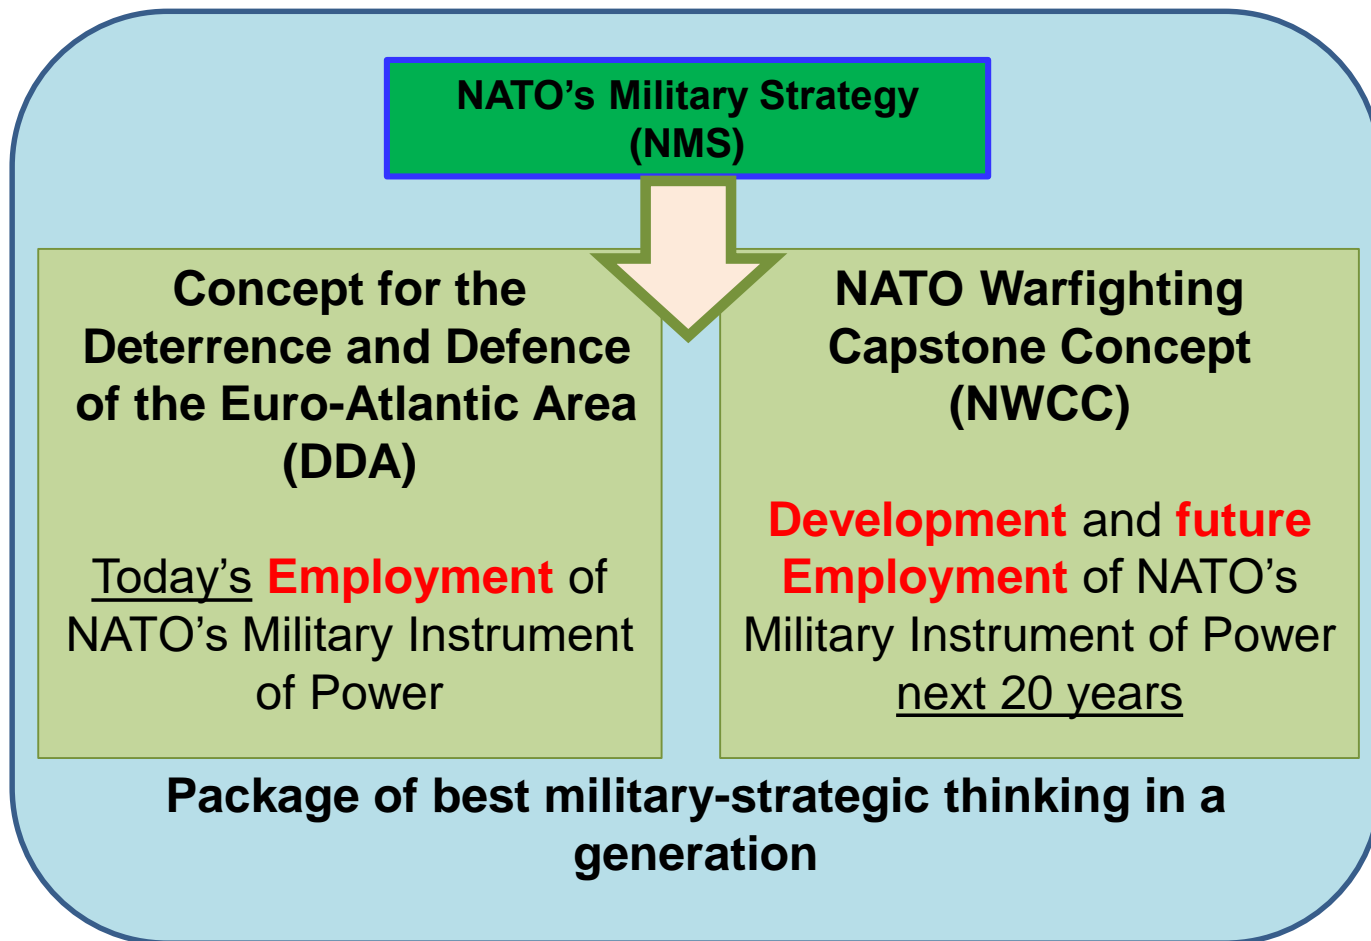 NATO’s Military Strategy
(NMS)
Concept for the
Deterrence and Defence
of the Euro-Atlantic Area
(DDA)
Today’s Employment of
NATO’s Military Instrument
of Power
NATO Warfighting
Capstone Concept
(NWCC)
Development and future
Employment of NATO’s
Military Instrument of Power
next 20 years
Package of best military-strategic thinking in a
generation